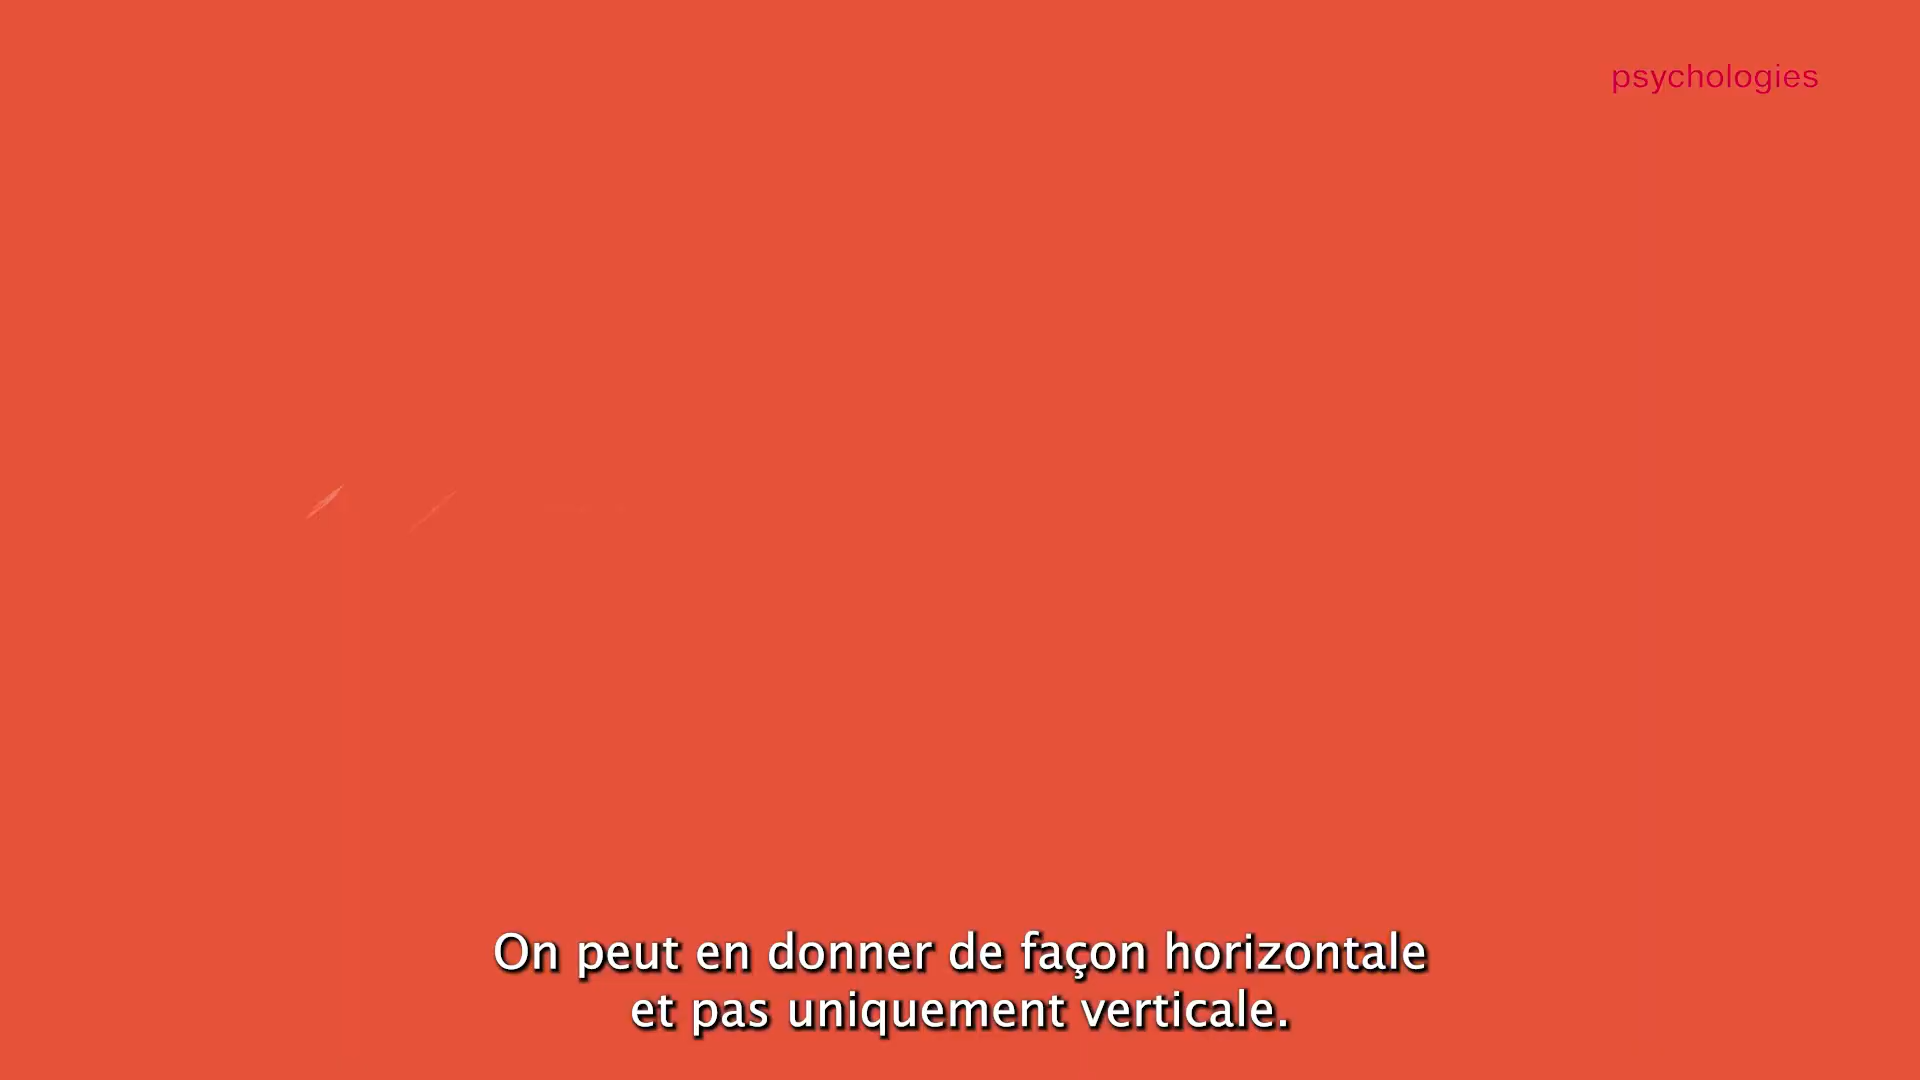 psychologies
On peut en donner de façon horizontale
et pas uniquement verticale.